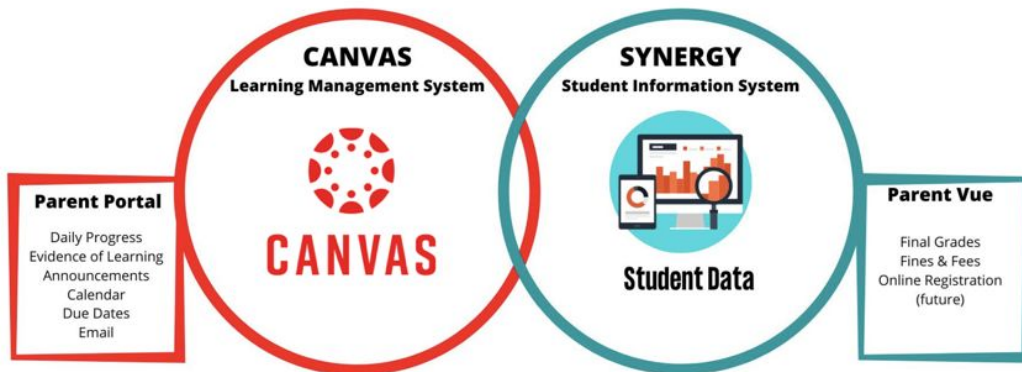 CANVAS
Learning Management System
CANVAS
Parent Portal
Daily Progress
Evidence of Learning
Announcements
Calendar
Due Dates
Email
SYNERGY
Student Information System
Student Data
Parent Vue
Final Grades
Fines & Fees
Online Registration
(future)